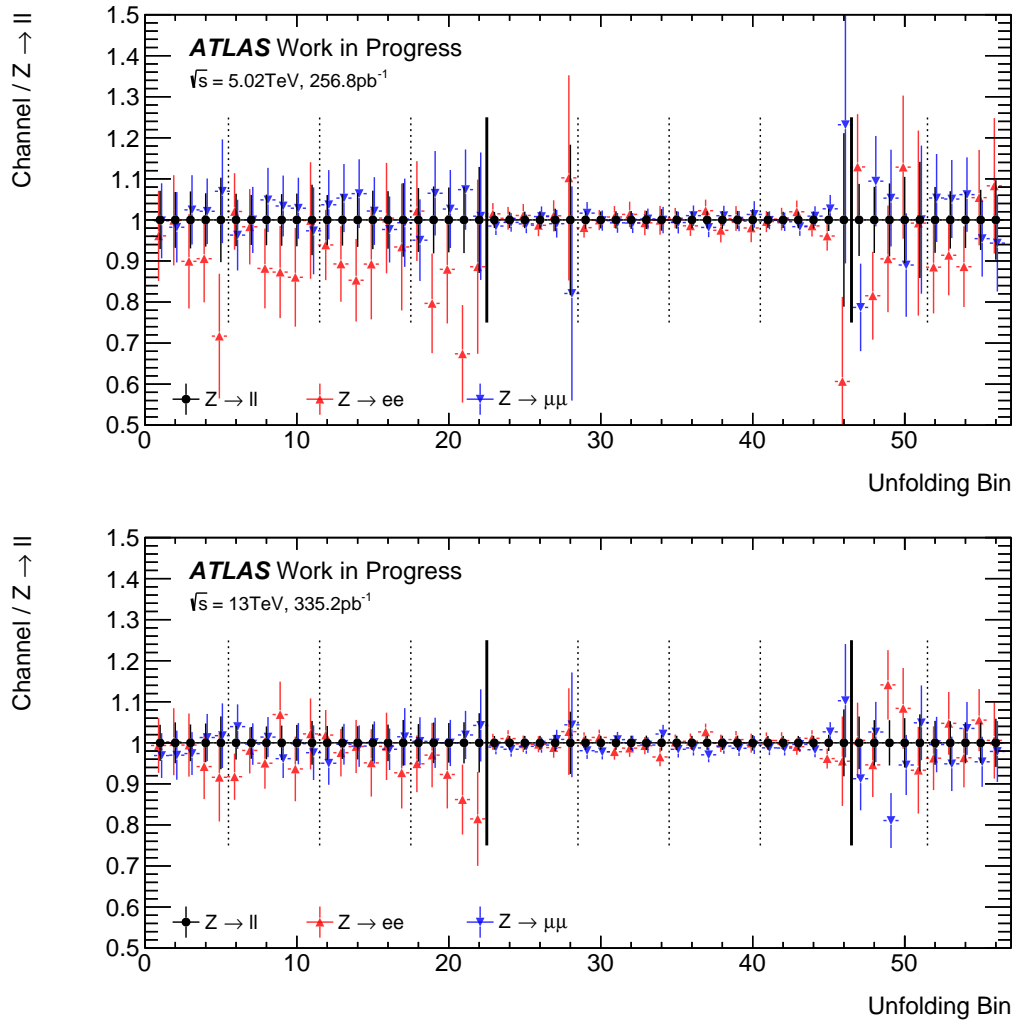 Channel / Z → ll
1.5
1.4
1.3
1.2
1.1
1
0.9
0.8
0.7
0.6
0.5
ATLAS Work in Progress
√s = 5.02TeV, 256.8pb⁻¹
Z → ll Z → ee Z → μμ
0 10 20 30 40 50
Unfolding Bin
Channel / Z → ll
1.5
1.4
1.3
1.2
1.1
1
0.9
0.8
0.7
0.6
0.5
ATLAS Work in Progress
√s = 13TeV, 335.2pb⁻¹
Z → ll Z → ee Z → μμ
0 10 20 30 40 50
Unfolding Bin